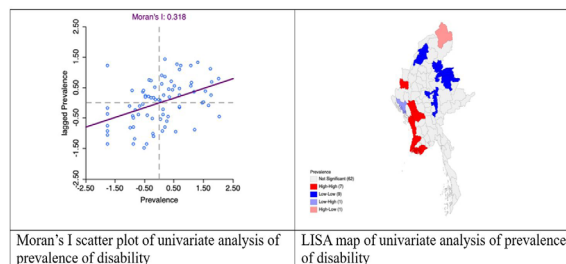 Moran's I: 0.318
lagged Prevalence
2.50
1.50
0.50
-0.50
-1.50
-2.50
-2.50 -1.50 -0.50 0.50 1.50 2.50
Prevalence
Prevalence
Not Significant (62)
High-High (7)
Low-Low (8)
Low-High (1)
High-Low (1)
Moran's I scatter plot of univariate analysis of
prevalence of disability
LISA map of univariate analysis of prevalence
of disability